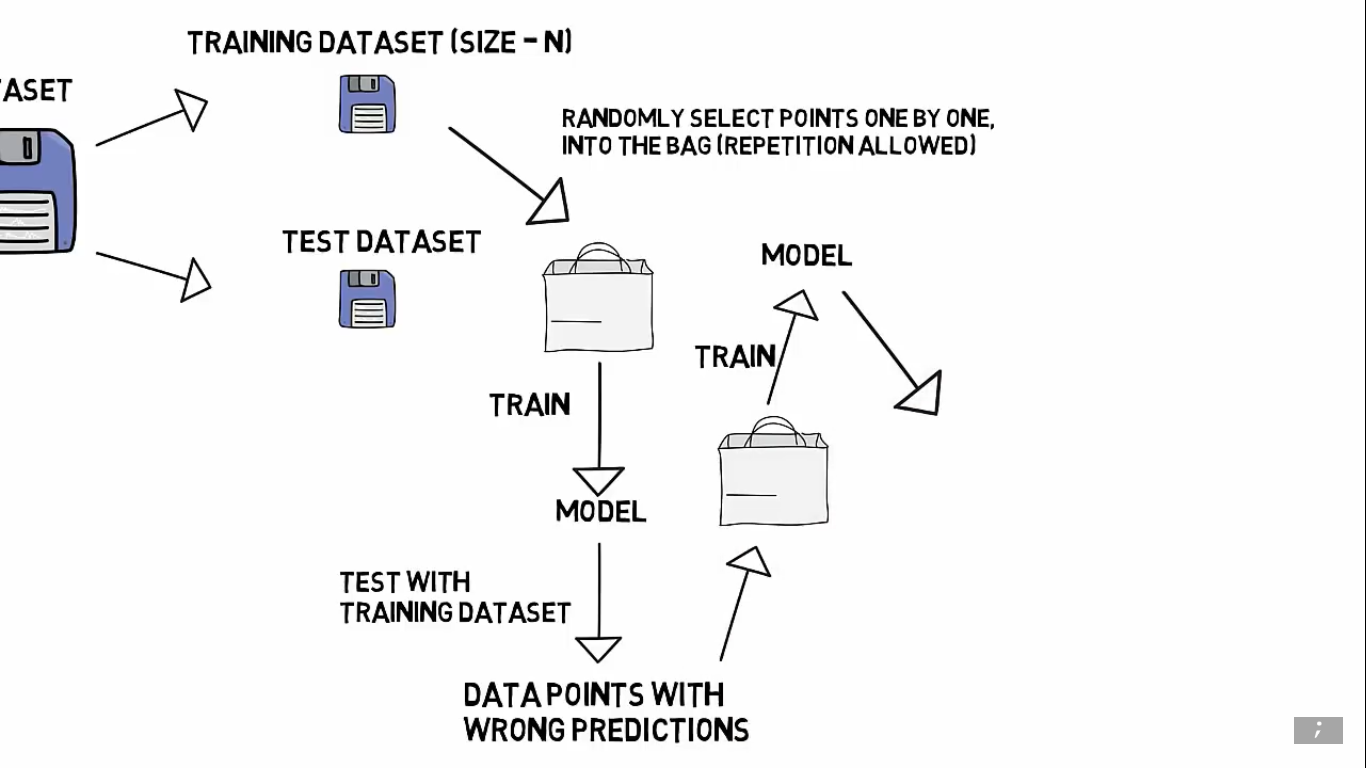 TRAINING DATASET (SIZE - N)
TASET
RANDOMLY SELECT POINTS ONE BY ONE,
INTO THE BAG (REPETITION ALLOWED)
TEST DATASET
MODEL
TRAIN
TRAIN
MODEL
TEST WITH
TRAINING DATASET
DATA POINTS WITH
WRONG PREDICTIONS
;